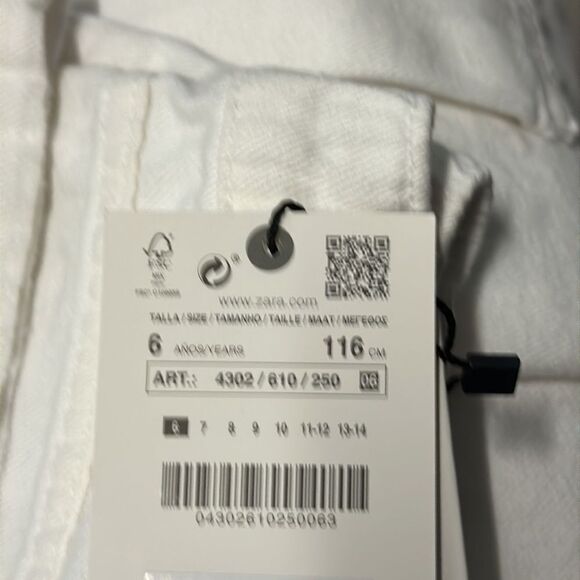 FSC
www.zara.com
TALLA / SIZE / TAMANHO / TAILLE / MAAT / ΜΕΓΕΘΟΣ
6 AÑOS/YEARS 116 CM
ART.: 4302 / 610 / 250 06
6 7 8 9 10 11-12 13-14
04302610250063